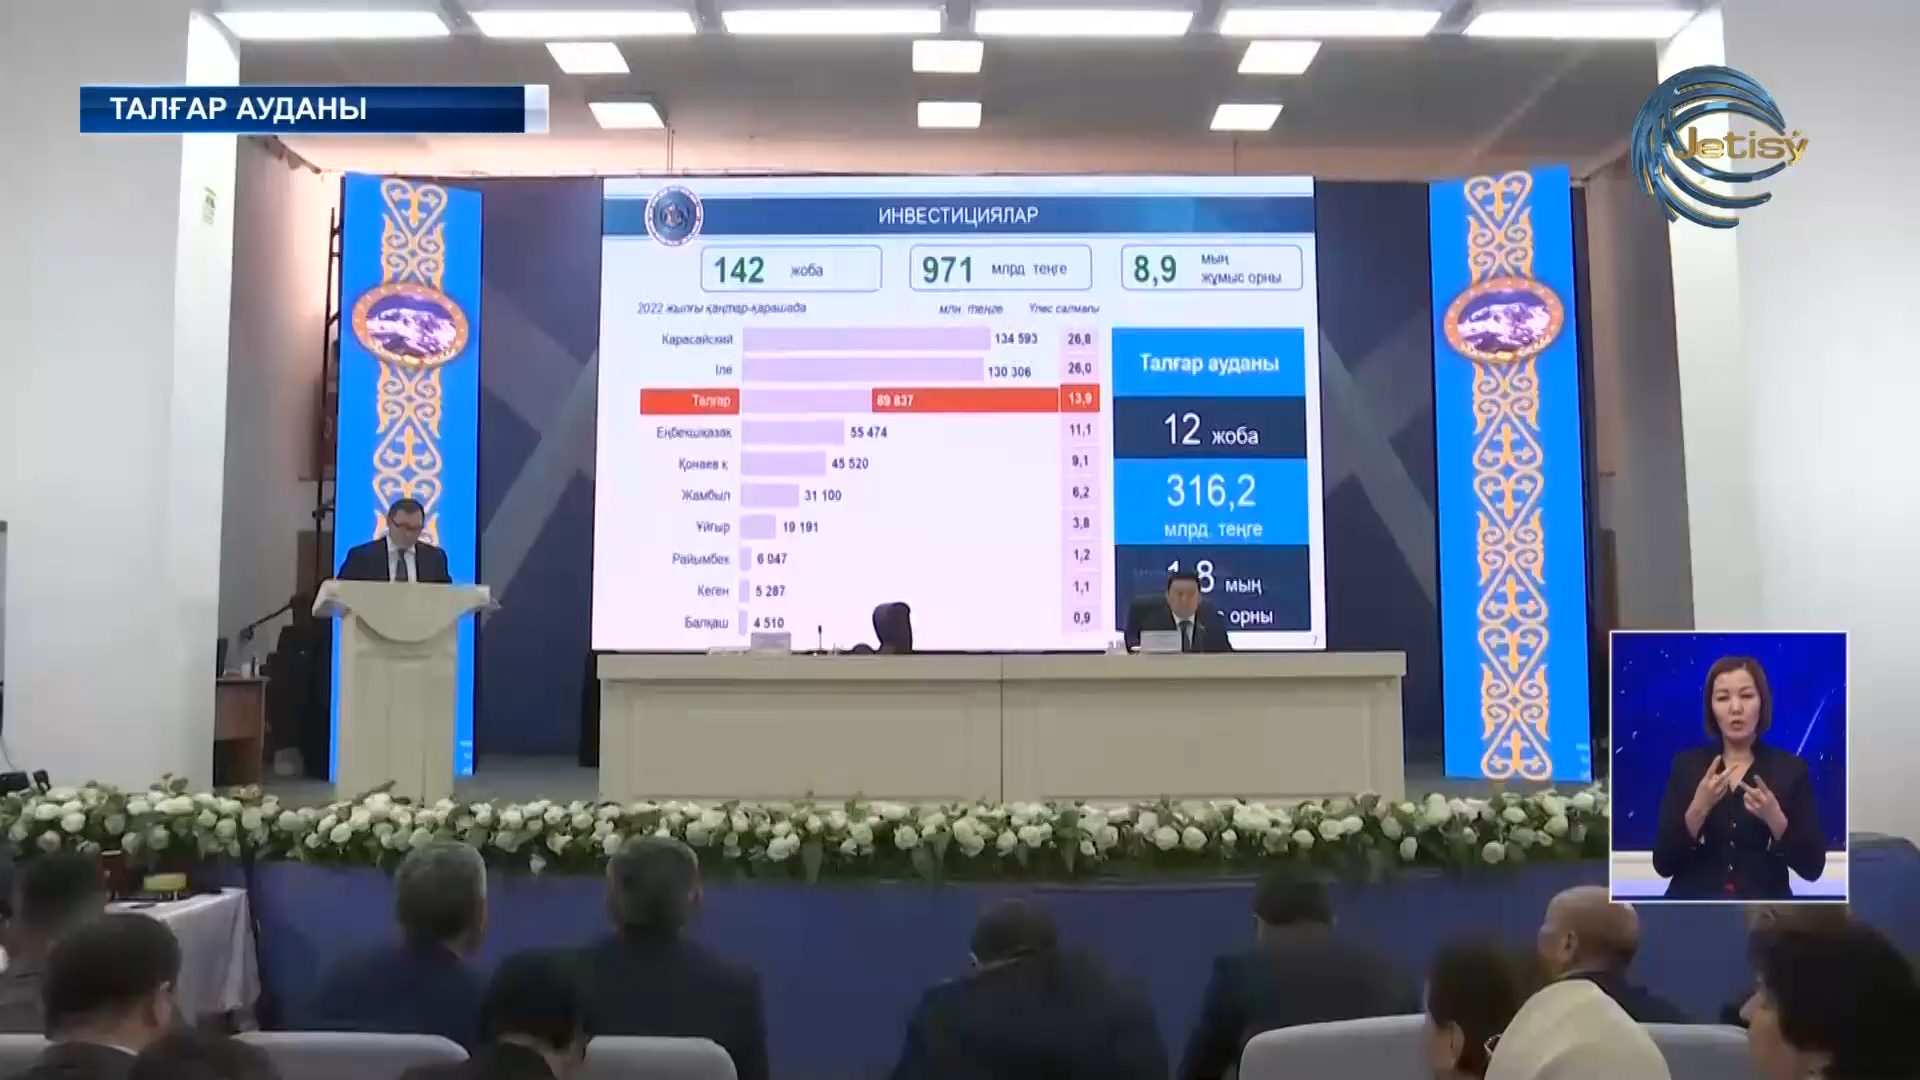 ТАЛҒАР АУДАНЫ
Jetisý
ИНВЕСТИЦИЯЛАР
142 жоба
971 млрд теңге
8,9 мың жұмыс орны
2022 жылғы қаңтар-қарашада млн теңге Үлес салмағы
Карасайский 134 593 26,8
Іле 130 306 26,0
Талғар 69 837 13,9
Еңбекшіқазақ 55 474 11,1
Қонаев қ 45 520 9,1
Жамбыл 31 100 6,2
Ұйғыр 19 191 3,8
Райымбек 6 047 1,2
Кеген 5 287 1,1
Балқаш 4 510 0,9
Талғар ауданы
12 жоба
316,2
млрд теңге
1,8 мың
орны
7